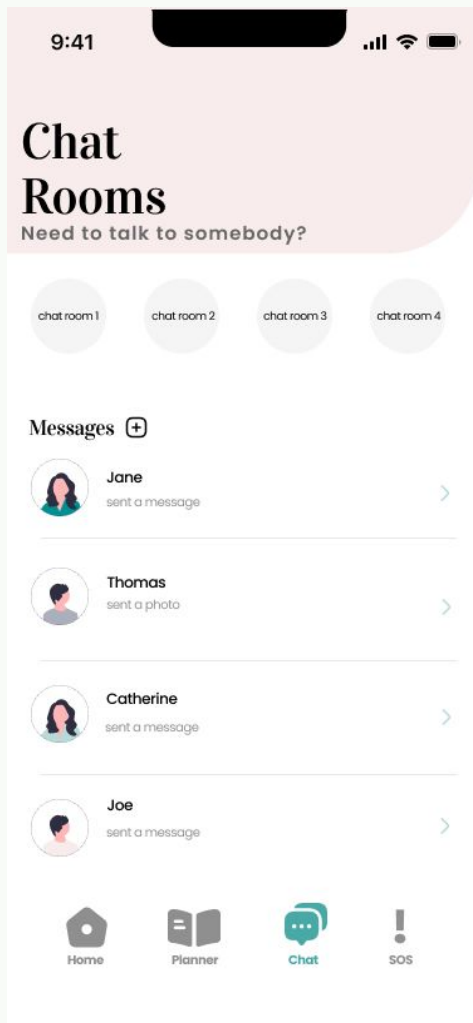 9:41
Chat
Rooms
Need to talk to somebody?
chat room 1
chat room 2
chat room 3
chat room 4
Messages
Jane
sent a message
Thomas
sent a photo
Catherine
sent a message
Joe
sent a message
Home
Planner
Chat
SOS